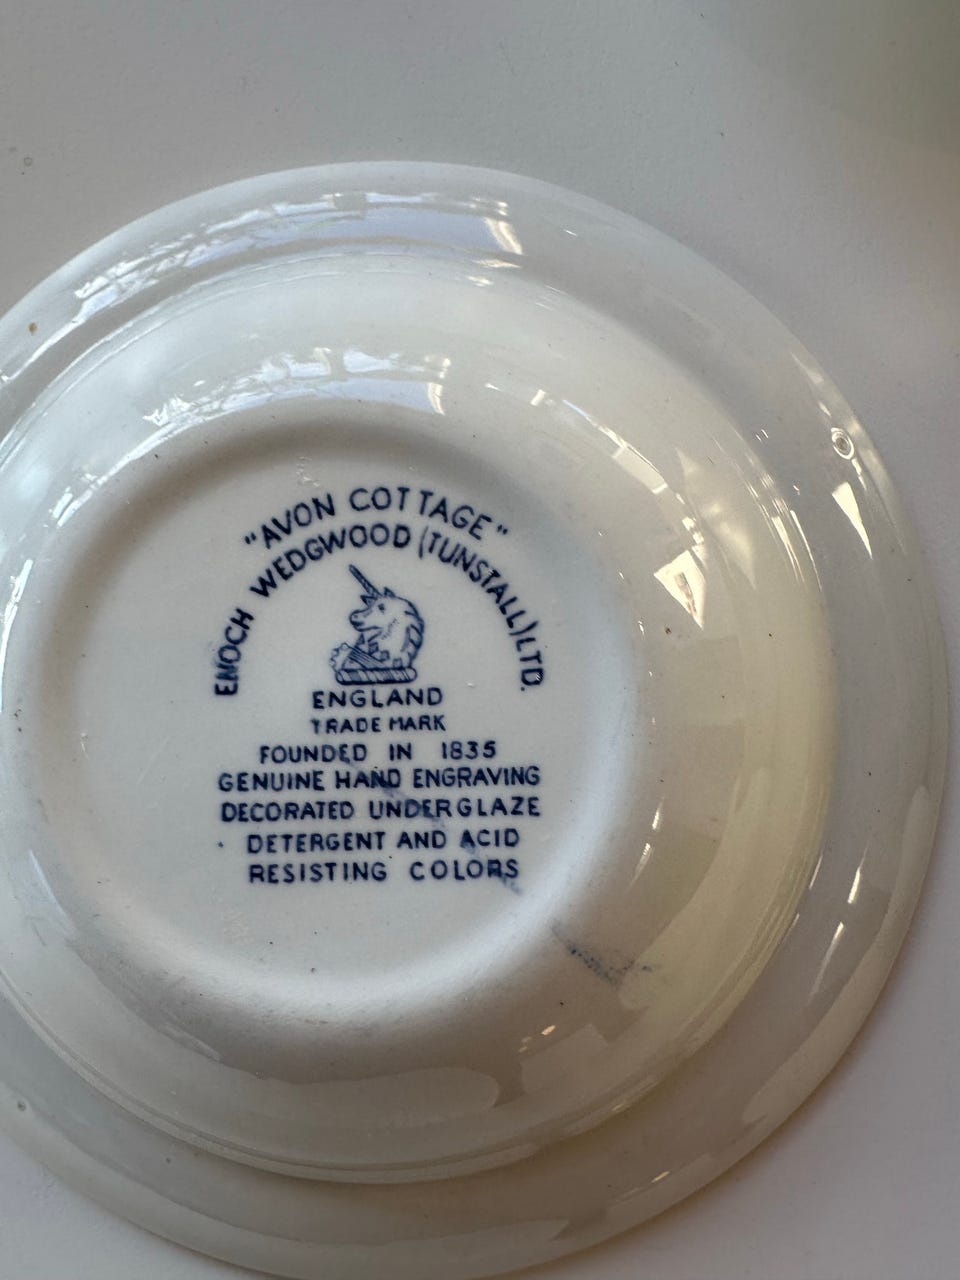 "AVON COTTAGE"
ENOCH WEDGWOOD (TUNSTALL) LTD.
ENGLAND
TRADE MARK
FOUNDED IN 1835
GENUINE HAND ENGRAVING
DECORATED UNDERGLAZE
DETERGENT AND ACID
RESISTING COLORS